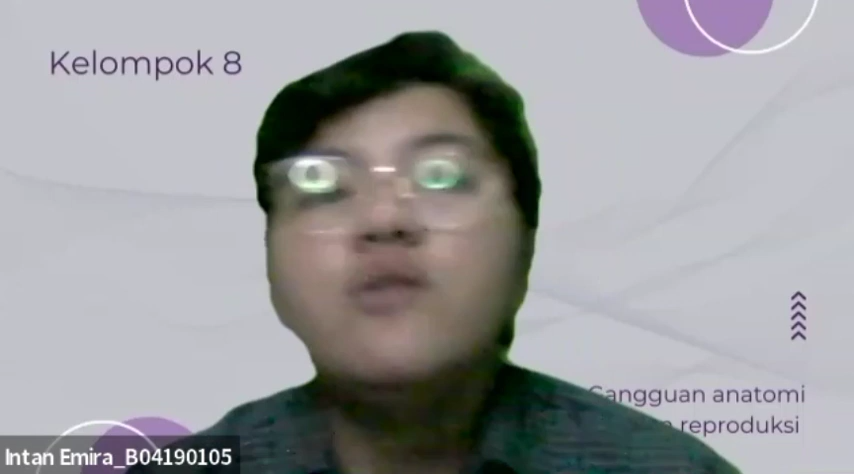 Kelompok 8
Gangguan anatomi
reproduksi
Intan Emira_B04190105